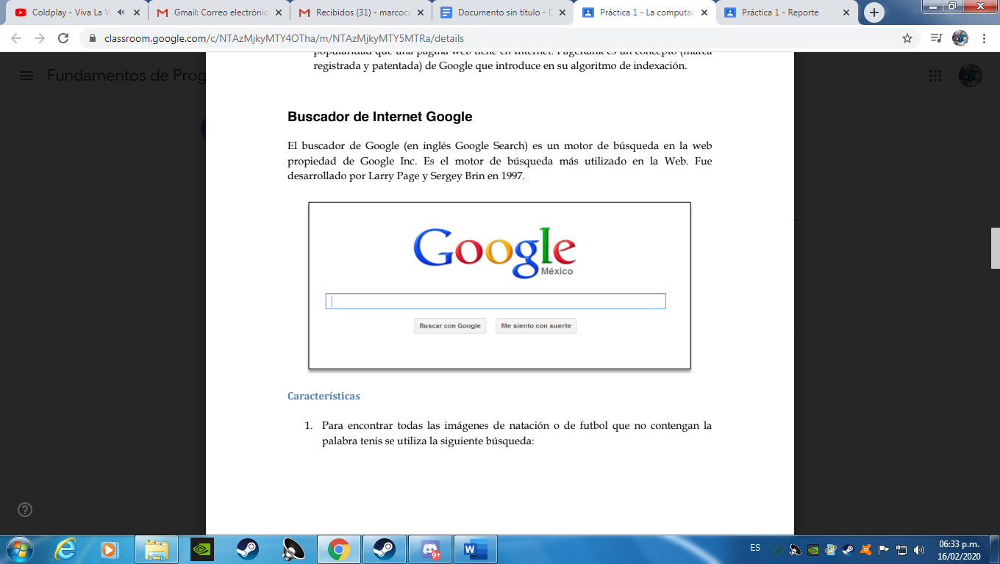 Coldplay - Viva La V
Gmail: Correo electrónic
Recibidos (31) - marcoca
Documento sin título - D
Práctica 1 - La computac
Práctica 1 - Reporte
classroom.google.com/c/NTAzMjkyMTY4OTha/m/NTAzMjkyMTY5MTRa/details
Fundamentos de Prog
popularidad que una página web tiene en Internet. PageRank es un concepto (marca
registrada y patentada) de Google que introduce en su algoritmo de indexación.
Buscador de Internet Google
El buscador de Google (en inglés Google Search) es un motor de búsqueda en la web
propiedad de Google Inc. Es el motor de búsqueda más utilizado en la Web. Fue
desarrollado por Larry Page y Sergey Brin en 1997.
Google
México
Buscar con Google
Me siento con suerte
Características
1. Para encontrar todas las imágenes de natación o de futbol que no contengan la
palabra tenis se utiliza la siguiente búsqueda:
ES
06:33 p.m.
16/02/2020